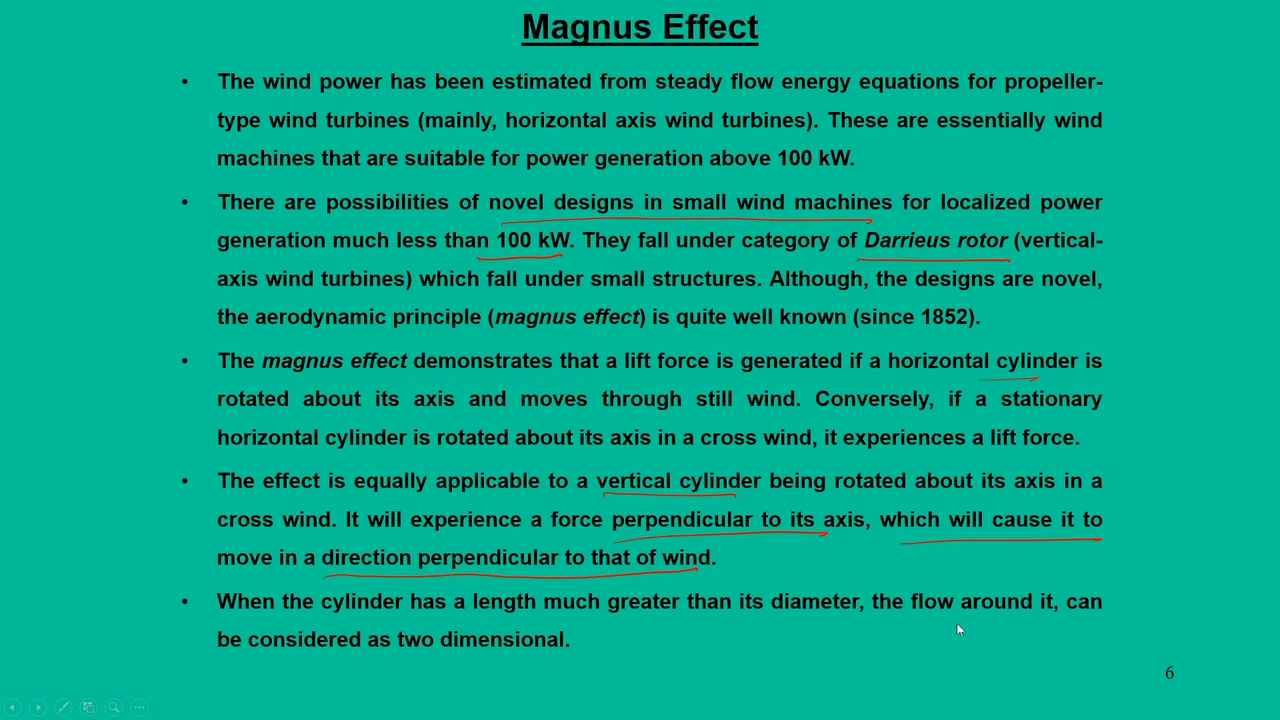 Magnus Effect
• The wind power has been estimated from steady flow energy equations for propeller-
type wind turbines (mainly, horizontal axis wind turbines). These are essentially wind
machines that are suitable for power generation above 100 kW.
• There are possibilities of novel designs in small wind machines for localized power
generation much less than 100 kW. They fall under category of Darrieus rotor (vertical-
axis wind turbines) which fall under small structures. Although, the designs are novel,
the aerodynamic principle (magnus effect) is quite well known (since 1852).
• The magnus effect demonstrates that a lift force is generated if a horizontal cylinder is
rotated about its axis and moves through still wind. Conversely, if a stationary
horizontal cylinder is rotated about its axis in a cross wind, it experiences a lift force.
• The effect is equally applicable to a vertical cylinder being rotated about its axis in a
cross wind. It will experience a force perpendicular to its axis, which will cause it to
move in a direction perpendicular to that of wind.
• When the cylinder has a length much greater than its diameter, the flow around it, can
be considered as two dimensional.
6